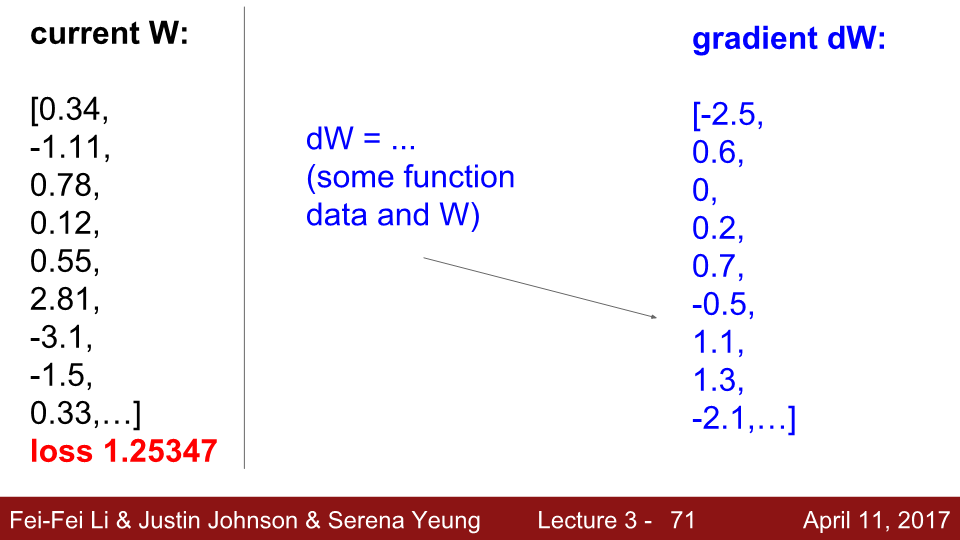 current W:
[0.34,
-1.11,
0.78,
0.12,
0.55,
2.81,
-3.1,
-1.5,
0.33,…]
loss 1.25347
dW = ...
(some function
data and W)
gradient dW:
[-2.5,
0.6,
0,
0.2,
0.7,
-0.5,
1.1,
1.3,
-2.1,…]
Fei-Fei Li & Justin Johnson & Serena Yeung Lecture 3 - 71 April 11, 2017